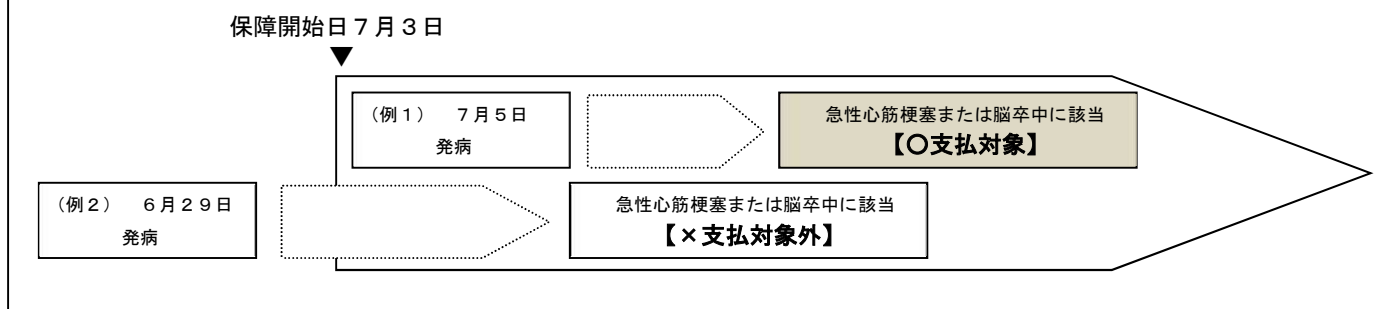 保障開始日７月３日
（例１）　７月５日
発病
急性心筋梗塞または脳卒中に該当
【○支払対象】
（例２）　６月２９日
発病
急性心筋梗塞または脳卒中に該当
【×支払対象外】